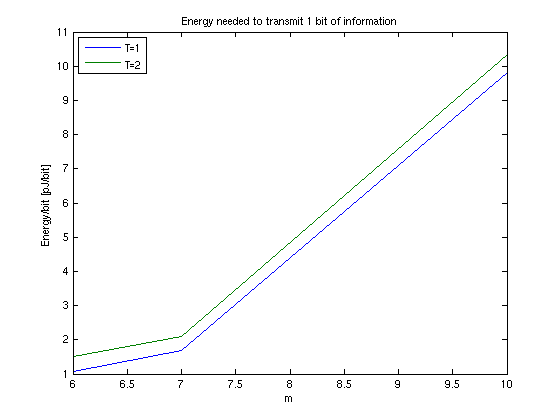 Energy needed to transmit 1 bit of information
T=1
T=2
Energy/bit [pJ/bit]
11
10
9
8
7
6
5
4
3
2
1
6 6.5 7 7.5 8 8.5 9 9.5 10
m